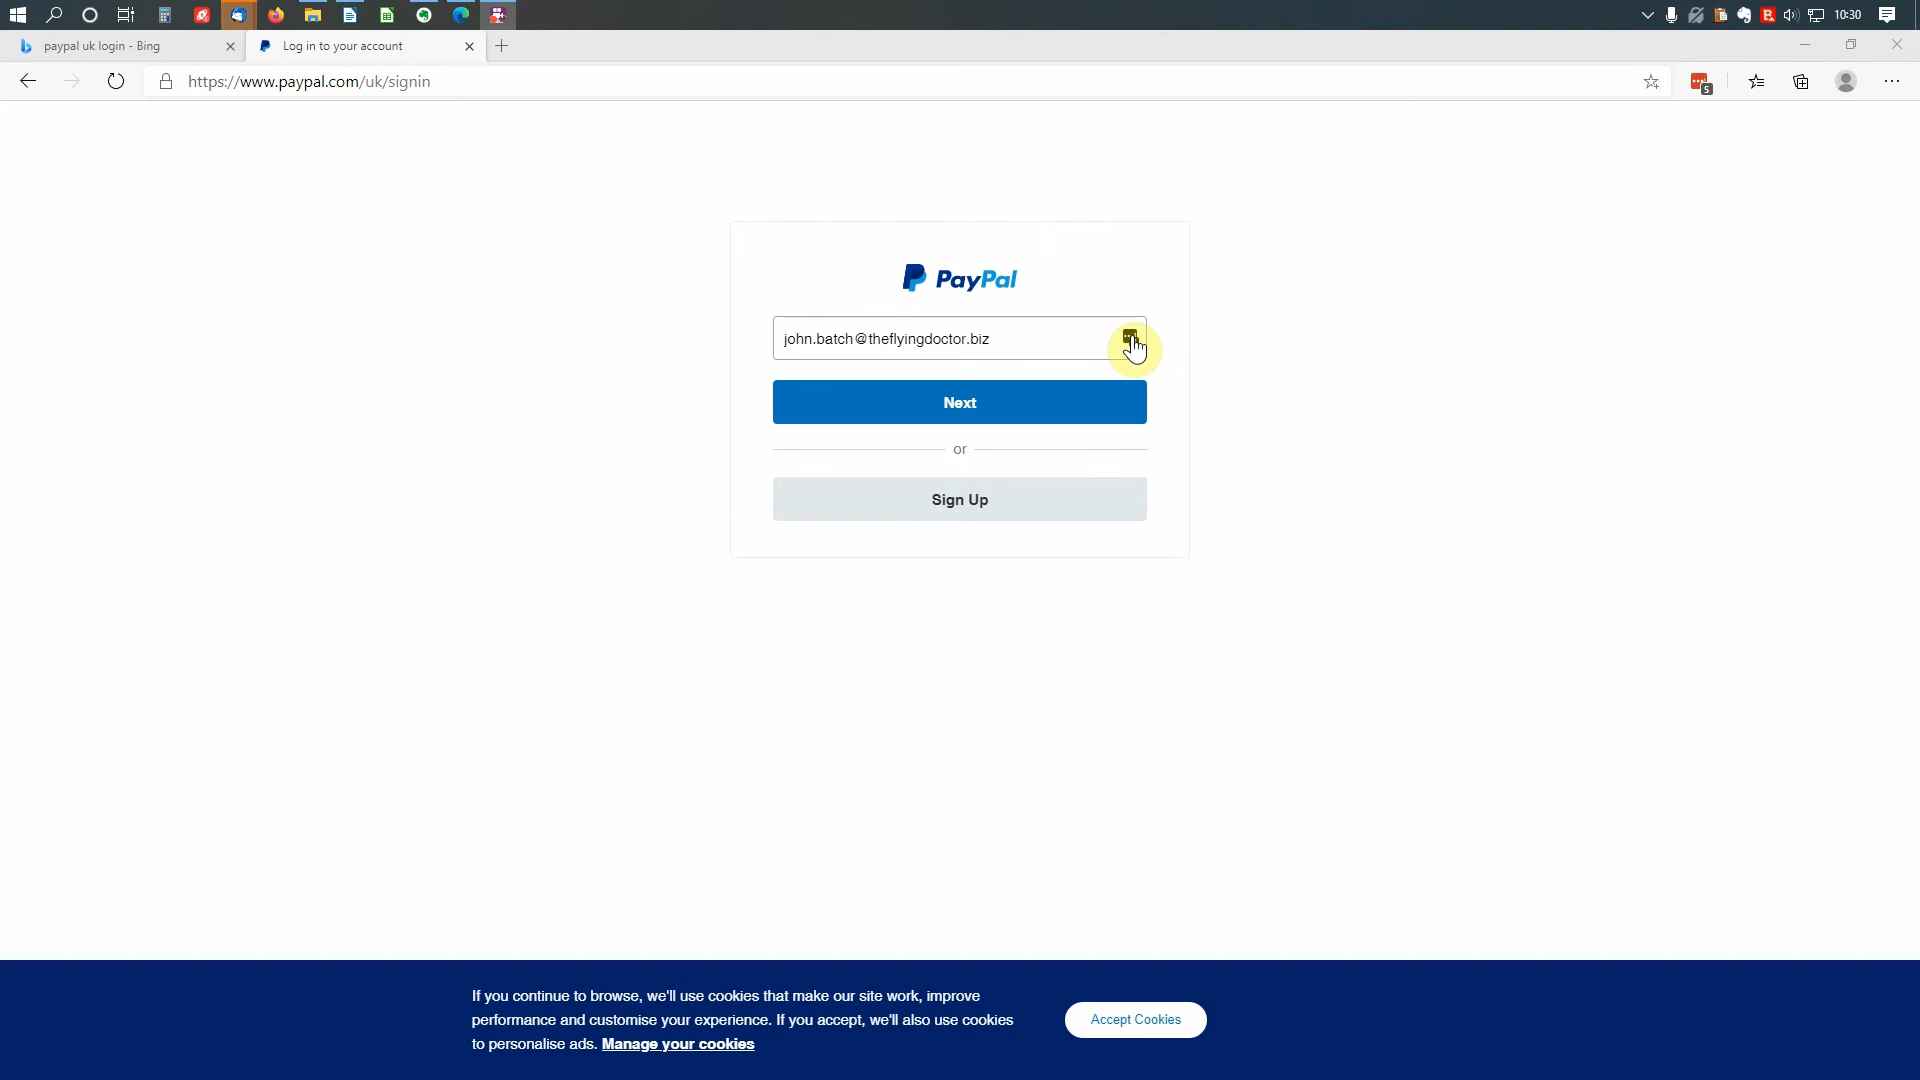 10:30
paypal uk login - Bing
Log in to your account
https://www.paypal.com/uk/signin
5
PayPal
john.batch@theflyingdoctor.biz
Next
or
Sign Up
If you continue to browse, we'll use cookies that make our site work, improve
performance and customise your experience. If you accept, we'll also use cookies
to personalise ads. Manage your cookies
Accept Cookies